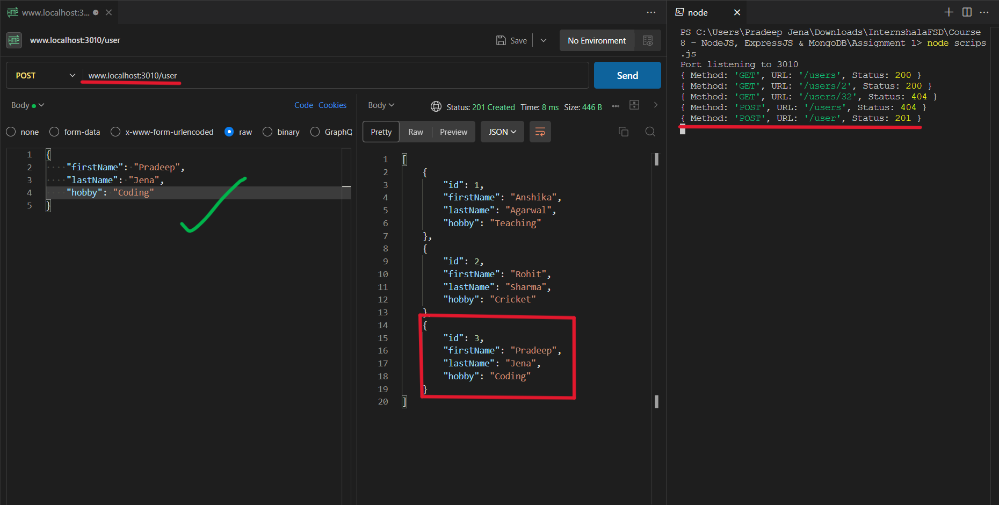 HTTP www.localhost:3...
HTTP www.localhost:3010/user
Save
No Environment
POST
www.localhost:3010/user
Send
Body
Code Cookies
none form-data x-www-form-urlencoded raw binary GraphQ
1 {
2 "firstName": "Pradeep",
3 "lastName": "Jena",
4 "hobby": "Coding"
5 }
Body
Status: 201 Created Time: 8 ms Size: 446 B
Pretty Raw Preview JSON
1 [
2 {
3 "id": 1,
4 "firstName": "Anshika",
5 "lastName": "Agarwal",
6 "hobby": "Teaching"
7 },
8 {
9 "id": 2,
10 "firstName": "Rohit",
11 "lastName": "Sharma",
12 "hobby": "Cricket"
13 }
14 {
15 "id": 3,
16 "firstName": "Pradeep",
17 "lastName": "Jena",
18 "hobby": "Coding"
19 }
20 ]
node
PS C:\Users\Pradeep Jena\Downloads\InternshalaFSD\Course
8 - NodeJS, ExpressJS & MongoDB\Assignment 1> node scrips
.js
Port listening to 3010
{ Method: 'GET', URL: '/users', Status: 200 }
{ Method: 'GET', URL: '/users/2', Status: 200 }
{ Method: 'GET', URL: '/users/32', Status: 404 }
{ Method: 'POST', URL: '/users', Status: 404 }
{ Method: 'POST', URL: '/user', Status: 201 }